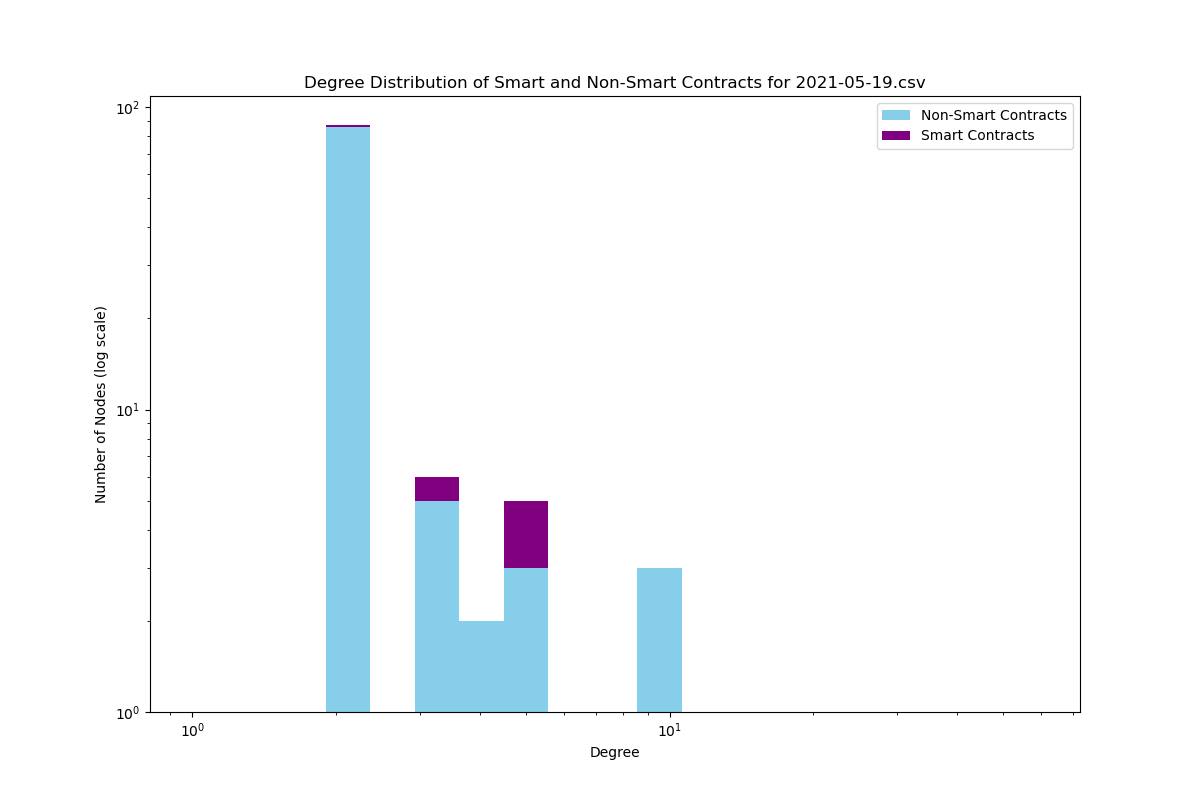 Degree Distribution of Smart and Non-Smart Contracts for 2021-05-19.csv
Non-Smart Contracts
Smart Contracts
Number of Nodes (log scale)
10²
10¹
10⁰
10⁰ 10¹
Degree